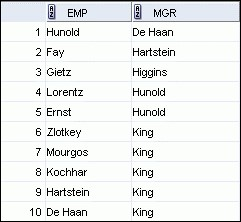 EMP MGR
1 Hunold De Haan
2 Fay Hartstein
3 Gietz Higgins
4 Lorentz Hunold
5 Ernst Hunold
6 Zlotkey King
7 Mourgos King
8 Kochhar King
9 Hartstein King
10 De Haan King